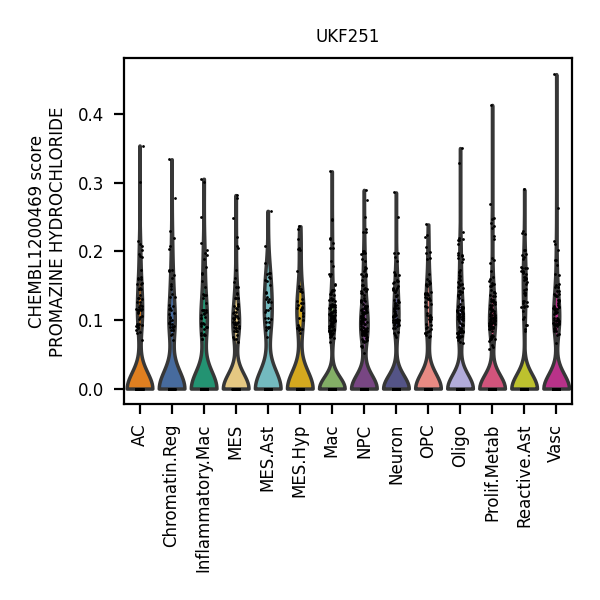 UKF251
CHEMBL1200469 score
PROMAZINE HYDROCHLORIDE
0.4
0.3
0.2
0.1
0.0
AC
Chromatin.Reg
Inflammatory.Mac
MES
MES.Ast
MES.Hyp
Mac
NPC
Neuron
OPC
Oligo
Prolif.Metab
Reactive.Ast
Vasc